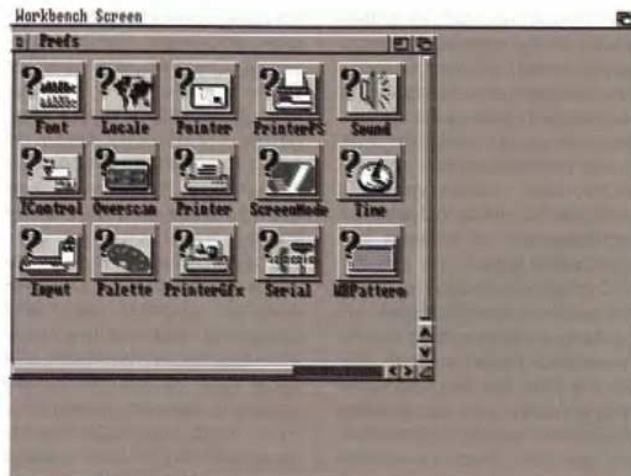 Workbench Screen
Prefs
Font Locale Pointer PrinterPS Sound
IControl Overscan Printer ScreenMode Time
Input Palette PrinterGfx Serial WBPattern